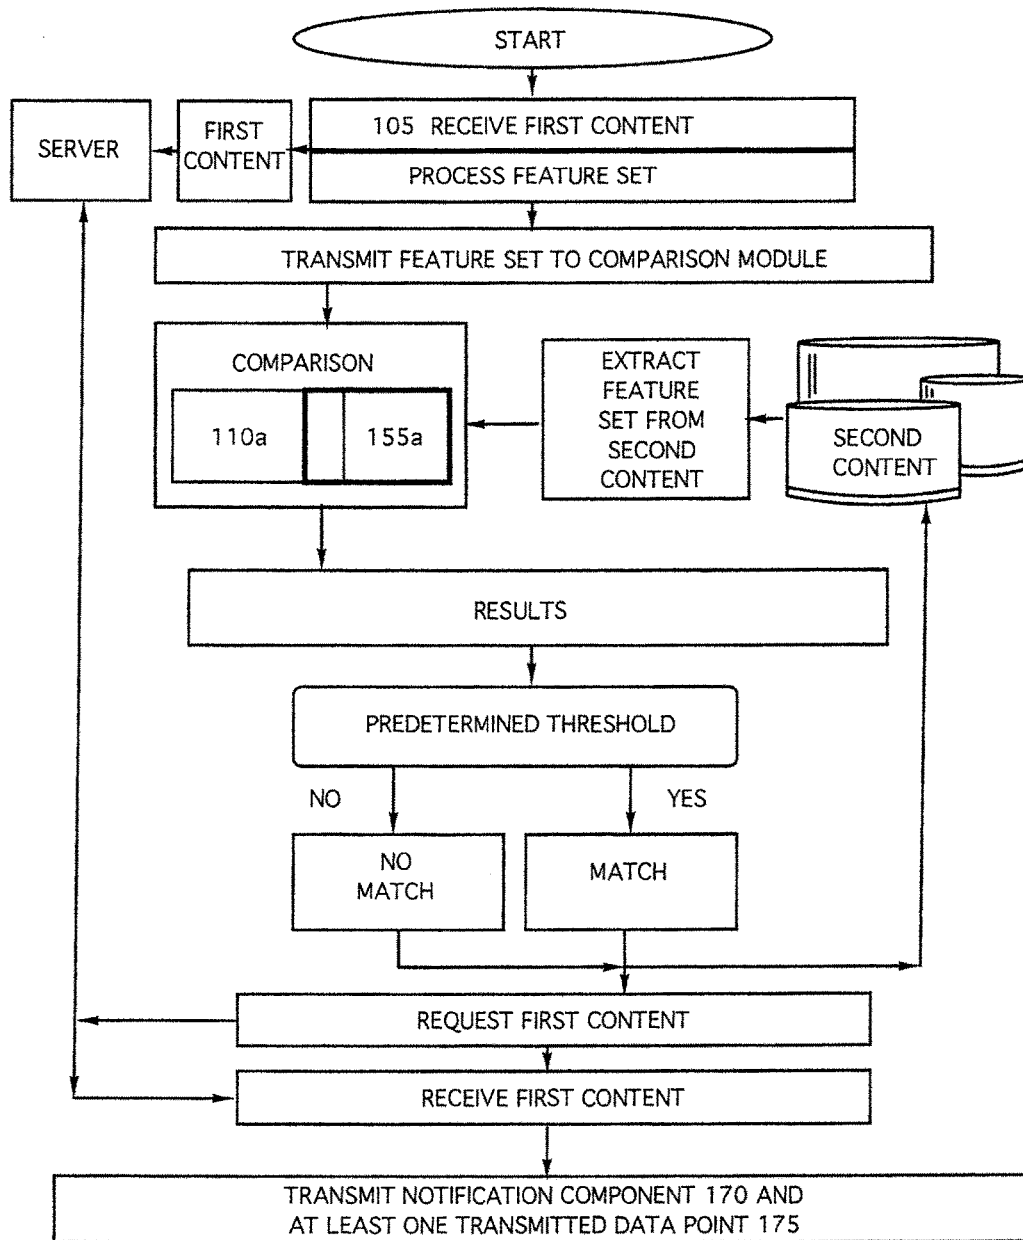 START
105 RECEIVE FIRST CONTENT
PROCESS FEATURE SET
FIRST
CONTENT
SERVER
TRANSMIT FEATURE SET TO COMPARISON MODULE
COMPARISON
110a
155a
EXTRACT
FEATURE
SET FROM
SECOND
CONTENT
SECOND
CONTENT
RESULTS
PREDETERMINED THRESHOLD
NO
YES
NO
MATCH
MATCH
REQUEST FIRST CONTENT
RECEIVE FIRST CONTENT
TRANSMIT NOTIFICATION COMPONENT 170 AND
AT LEAST ONE TRANSMITTED DATA POINT 175